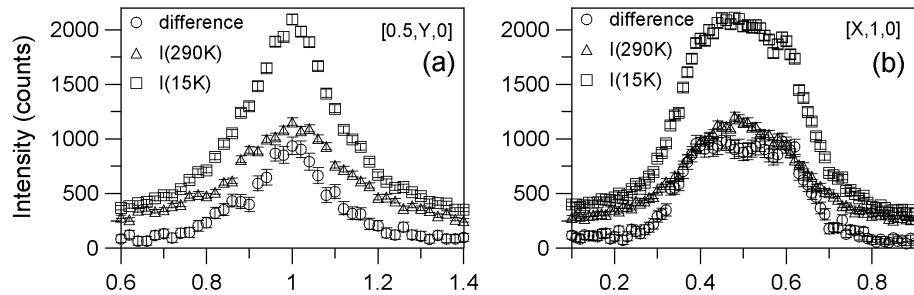 2000
1500
1000
500
0
Intensity (counts)
difference
I(290K)
I(15K)
[0.5,Y,0]
(a)
0.6 0.8 1 1.2 1.4
2000
1500
1000
500
0
difference
I(290K)
I(15K)
[X,1,0]
(b)
0.2 0.4 0.6 0.8